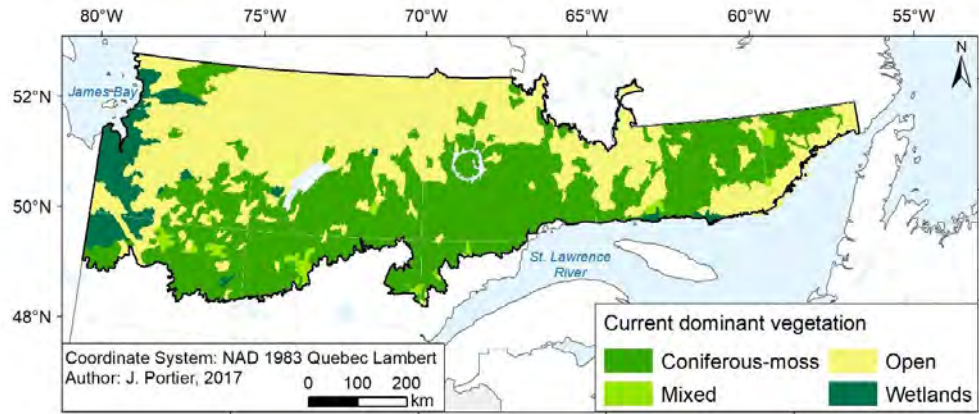 80°W 75°W 70°W 65°W 60°W 55°W
N
James Bay
52°N
50°N
48°N
St. Lawrence
River
Current dominant vegetation
Coniferous-moss Open
Mixed Wetlands
Coordinate System: NAD 1983 Quebec Lambert
Author: J. Portier, 2017
0 100 200
km